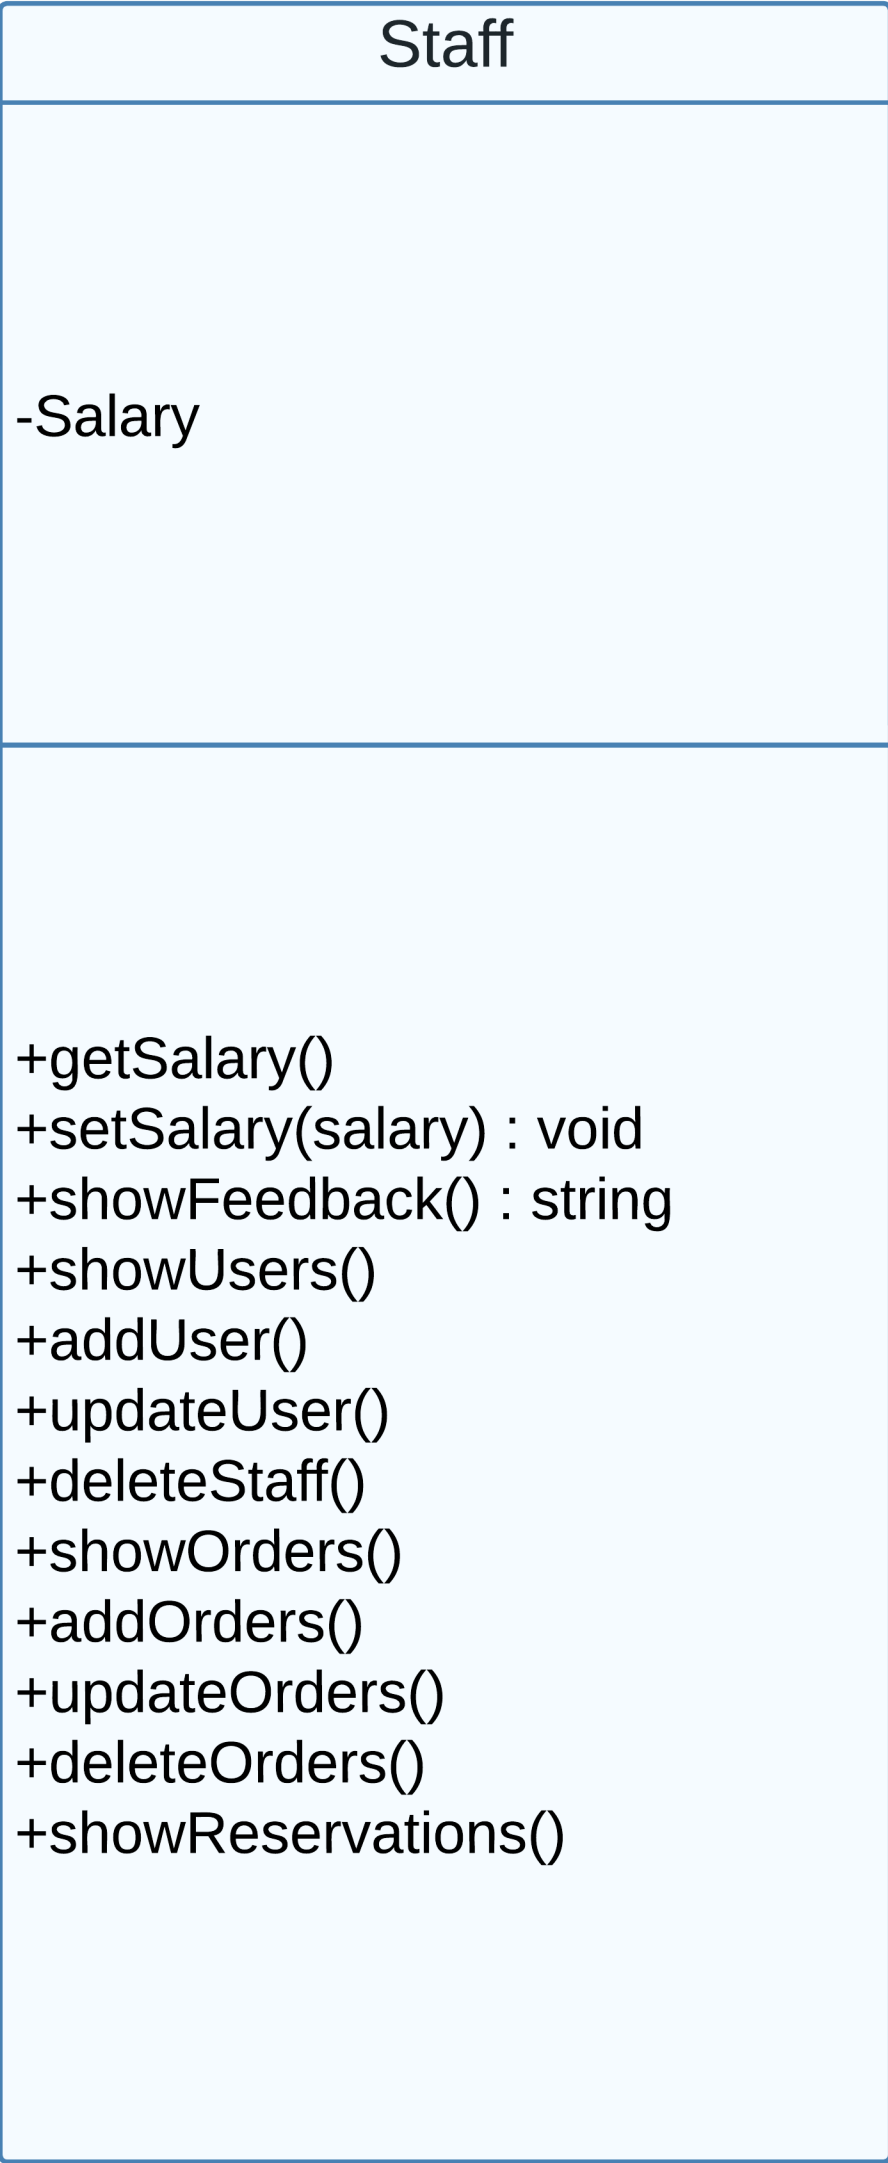 Staff
-Salary
+getSalary()
+setSalary(salary) : void
+showFeedback() : string
+showUsers()
+addUser()
+updateUser()
+deleteStaff()
+showOrders()
+addOrders()
+updateOrders()
+deleteOrders()
+showReservations()